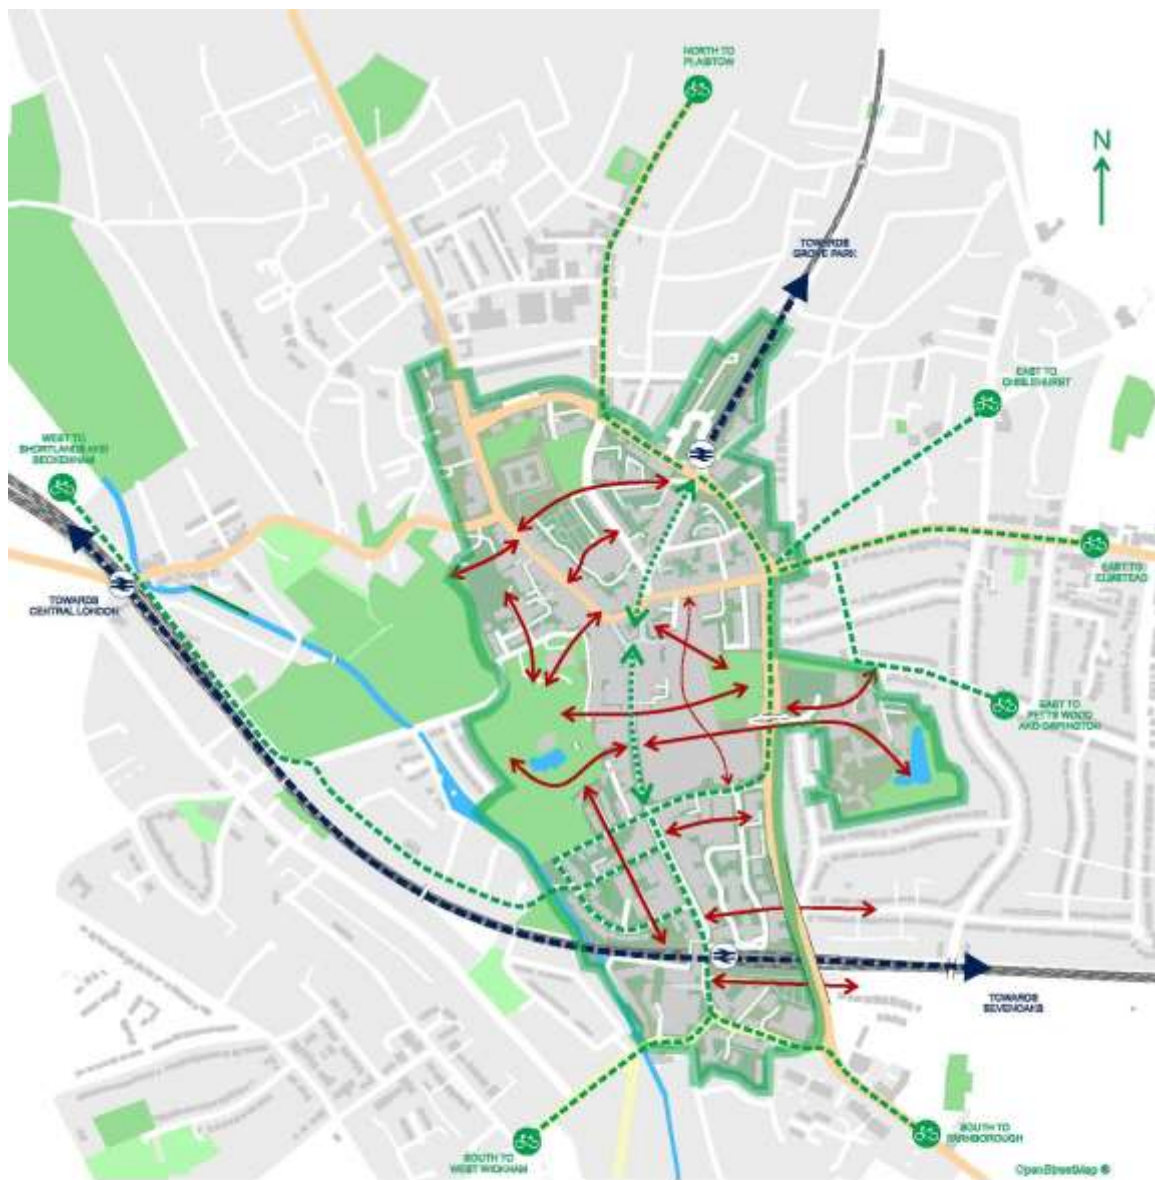 NORTH TO
PLAISTOW
N
TOWARDS
GROVE PARK
EAST TO
CHISLEHURST
WEST TO
SHORTLANDS AND
BECKENHAM
EAST TO
ELMSTEAD
TOWARDS
CENTRAL LONDON
EAST TO
PETTS WOOD
AND ORPINGTON
TOWARDS
SEVENOAKS
SOUTH TO
FARNBOROUGH
SOUTH TO
WEST WICKHAM
OpenStreetMap ®